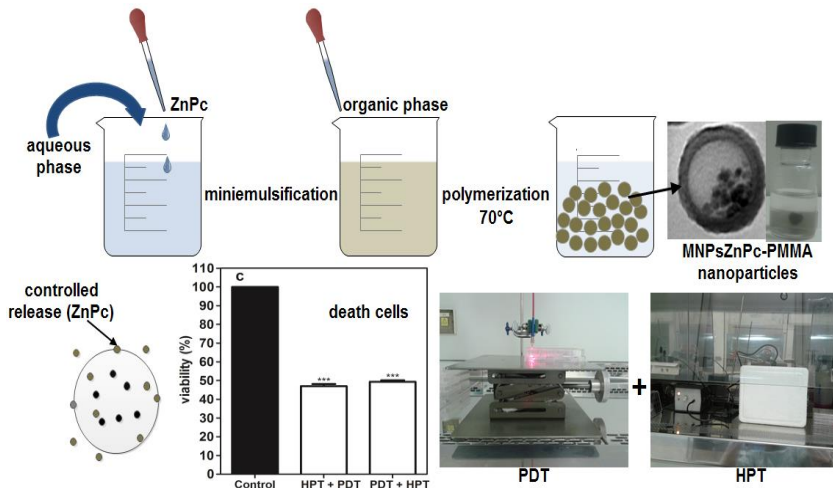 ZnPc
organic phase
aqueous
phase
miniemulsification
polymerization
70°C
MNPsZnPc-PMMA
nanoparticles
controlled
release (ZnPc)
C
death cells
viability (%)
110
100
90
80
70
60
50
40
30
20
10
0
***
***
Control
HPT + PDT
PDT + HPT
PDT
+
HPT